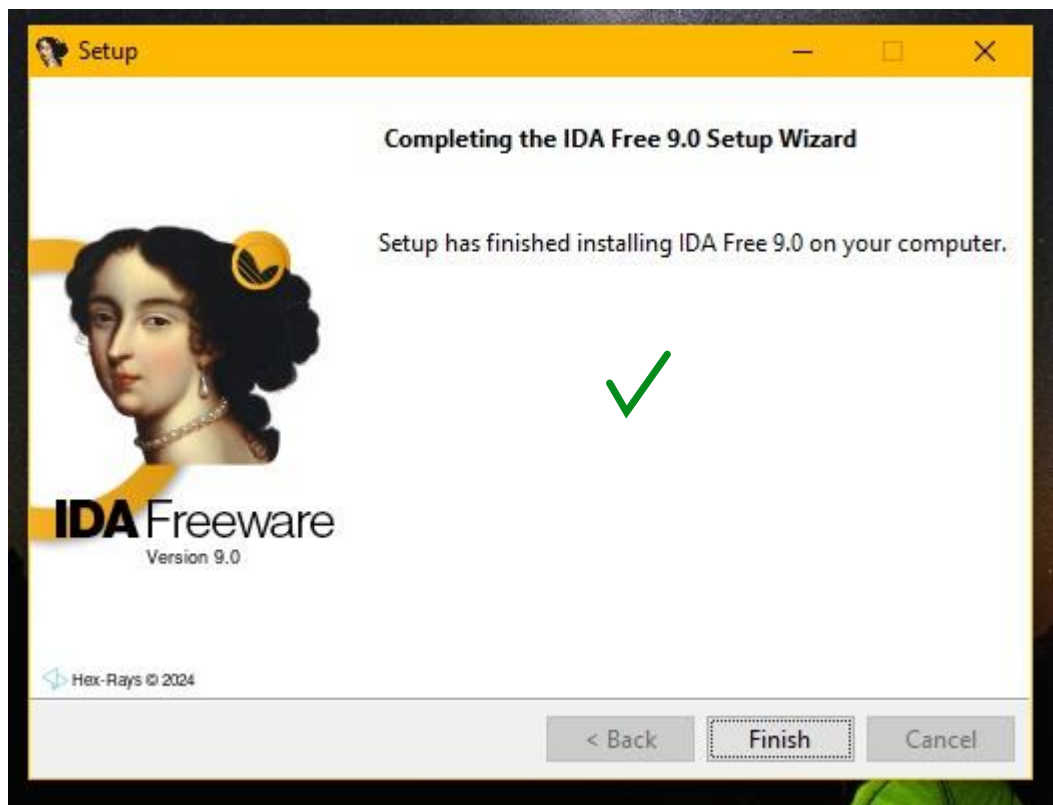 Setup
Completing the IDA Free 9.0 Setup Wizard
Setup has finished installing IDA Free 9.0 on your computer.
IDA Freeware
Version 9.0
Hex-Rays © 2024
< Back
Finish
Cancel